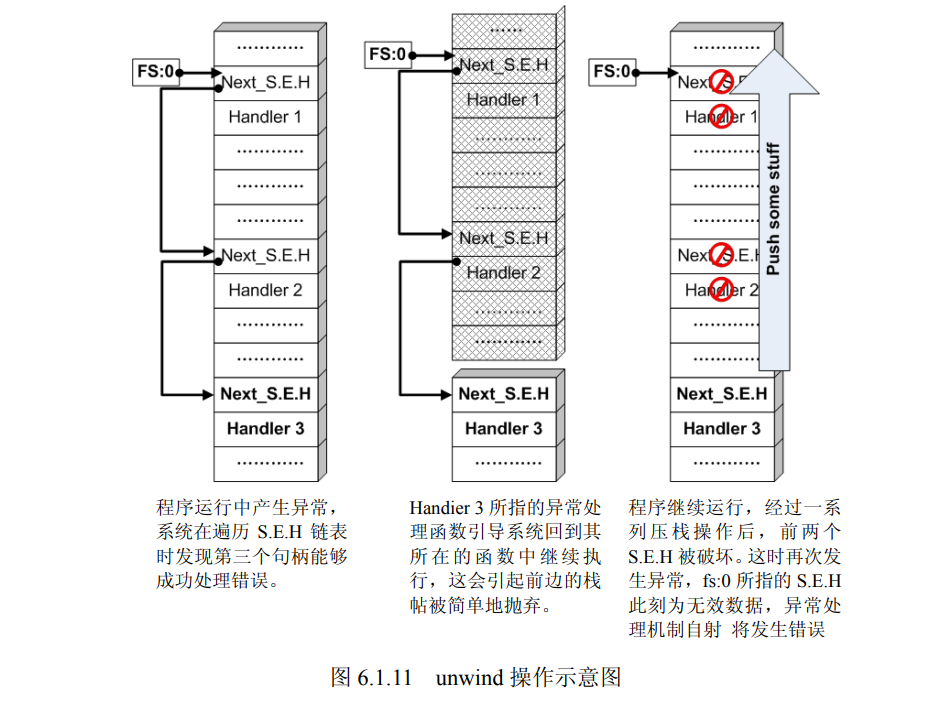 …………
FS:0
Next_S.E.H
Handler 1
…………
…………
…………
Next_S.E.H
Handler 2
…………
…………
Next_S.E.H
Handler 3
…………
……
FS:0
Next_S.E.H
Handler 1
…………
…………
…………
Next_S.E.H
Handler 2
…………
…………
Next_S.E.H
Handler 3
…………
…………
FS:0
Next_S.E.H
Handler 1
…………
…………
…………
Next_S.E.H
Handler 2
…………
…………
Next_S.E.H
Handler 3
…………
Push some stuff
程序运行中产生异常，
系统在遍历 S.E.H 链表
时发现第三个句柄能够
成功处理错误。
Handier 3 所指的异常处
理函数引导系统回到其
所在的函数中继续执
行，这会引起前边的栈
帖被简单地抛弃。
程序继续运行，经过一系
列压栈操作后，前两个
S.E.H 被破坏。这时再次发
生异常，fs:0 所指的 S.E.H
此刻为无效数据，异常处
理机制自射 将发生错误
图 6.1.11 unwind 操作示意图